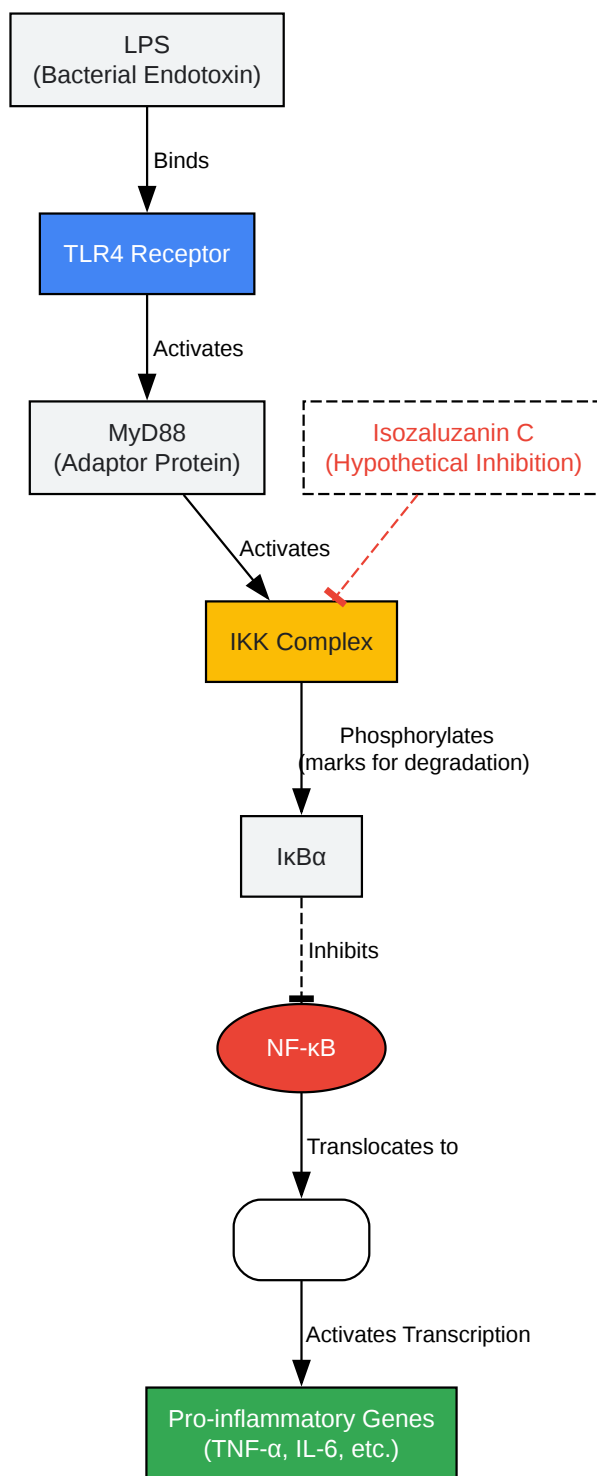 LPS
(Bacterial Endotoxin)
Binds
TLR4 Receptor
Activates
MyD88
(Adaptor Protein)
Isozaluzanin C
(Hypothetical Inhibition)
Activates
IKK Complex
Phosphorylates
(marks for degradation)
IκBα
Inhibits
NF-κB
Translocates to
Activates Transcription
Pro-inflammatory Genes
(TNF-α, IL-6, etc.)